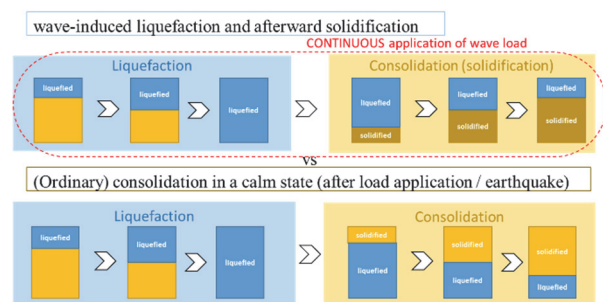 wave-induced liquefaction and afterward solidification
CONTINUOUS application of wave load
Liquefaction
Consolidation (solidification)
liquefied
liquefied
liquefied
liquefied
solidified
liquefied
solidified
liquefied
solidified
vs
(Ordinary) consolidation in a calm state (after load application / earthquake)
Liquefaction
Consolidation
liquefied
liquefied
liquefied
solidified
liquefied
solidified
liquefied
solidified
liquefied